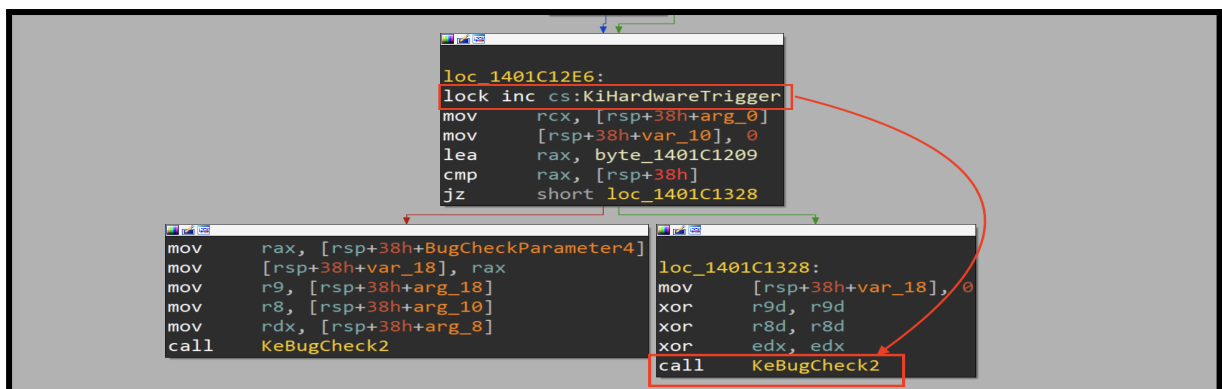 loc_1401C12E6:
lock inc cs:KiHardwareTrigger
mov rcx, [rsp+38h+arg_0]
mov [rsp+38h+var_10], 0
lea rax, byte_1401C1209
cmp rax, [rsp+38h]
jz short loc_1401C1328
mov rax, [rsp+38h+BugCheckParameter4]
mov [rsp+38h+var_18], rax
mov r9, [rsp+38h+arg_18]
mov r8, [rsp+38h+arg_10]
mov rdx, [rsp+38h+arg_8]
call KeBugCheck2
loc_1401C1328:
mov [rsp+38h+var_18], 0
xor r9d, r9d
xor r8d, r8d
xor edx, edx
call KeBugCheck2